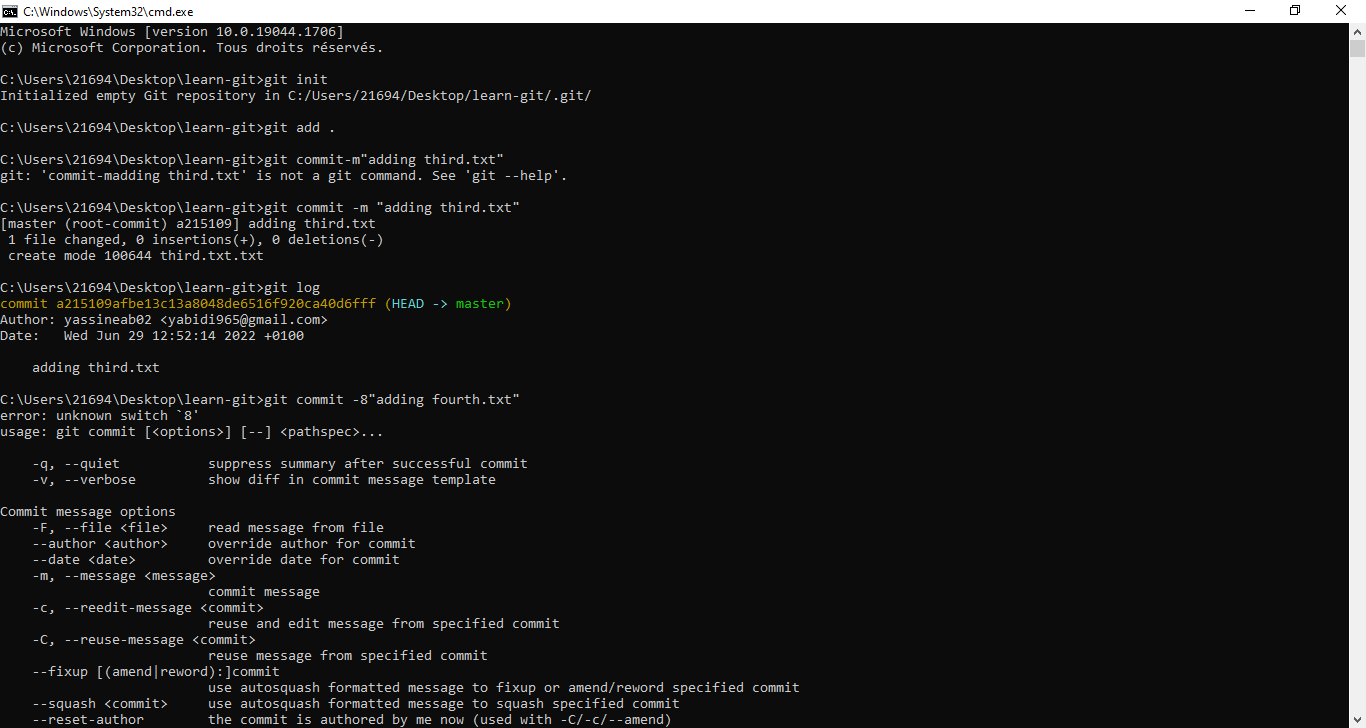 C:\Windows\System32\cmd.exe
Microsoft Windows [version 10.0.19044.1706]
(c) Microsoft Corporation. Tous droits réservés.
C:\Users\21694\Desktop\learn-git>git init
Initialized empty Git repository in C:/Users/21694/Desktop/learn-git/.git/
C:\Users\21694\Desktop\learn-git>git add .
C:\Users\21694\Desktop\learn-git>git commit-m"adding third.txt"
git: 'commit-madding third.txt' is not a git command. See 'git --help'.
C:\Users\21694\Desktop\learn-git>git commit -m "adding third.txt"
[master (root-commit) a215109] adding third.txt
 1 file changed, 0 insertions(+), 0 deletions(-)
 create mode 100644 third.txt.txt
C:\Users\21694\Desktop\learn-git>git log
commit a215109afbe13c13a8048de6516f920ca40d6fff (HEAD -> master)
Author: yassineab02 <yabidi965@gmail.com>
Date:   Wed Jun 29 12:52:14 2022 +0100
    adding third.txt
C:\Users\21694\Desktop\learn-git>git commit -8"adding fourth.txt"
error: unknown switch `8'
usage: git commit [<options>] [--] <pathspec>...
    -q, --quiet           suppress summary after successful commit
    -v, --verbose         show diff in commit message template
Commit message options
    -F, --file <file>     read message from file
    --author <author>     override author for commit
    --date <date>         override date for commit
    -m, --message <message>
                          commit message
    -c, --reedit-message <commit>
                          reuse and edit message from specified commit
    -C, --reuse-message <commit>
                          reuse message from specified commit
    --fixup [(amend|reword):]commit
                          use autosquash formatted message to fixup or amend/reword specified commit
    --squash <commit>     use autosquash formatted message to squash specified commit
    --reset-author        the commit is authored by me now (used with -C/-c/--amend)